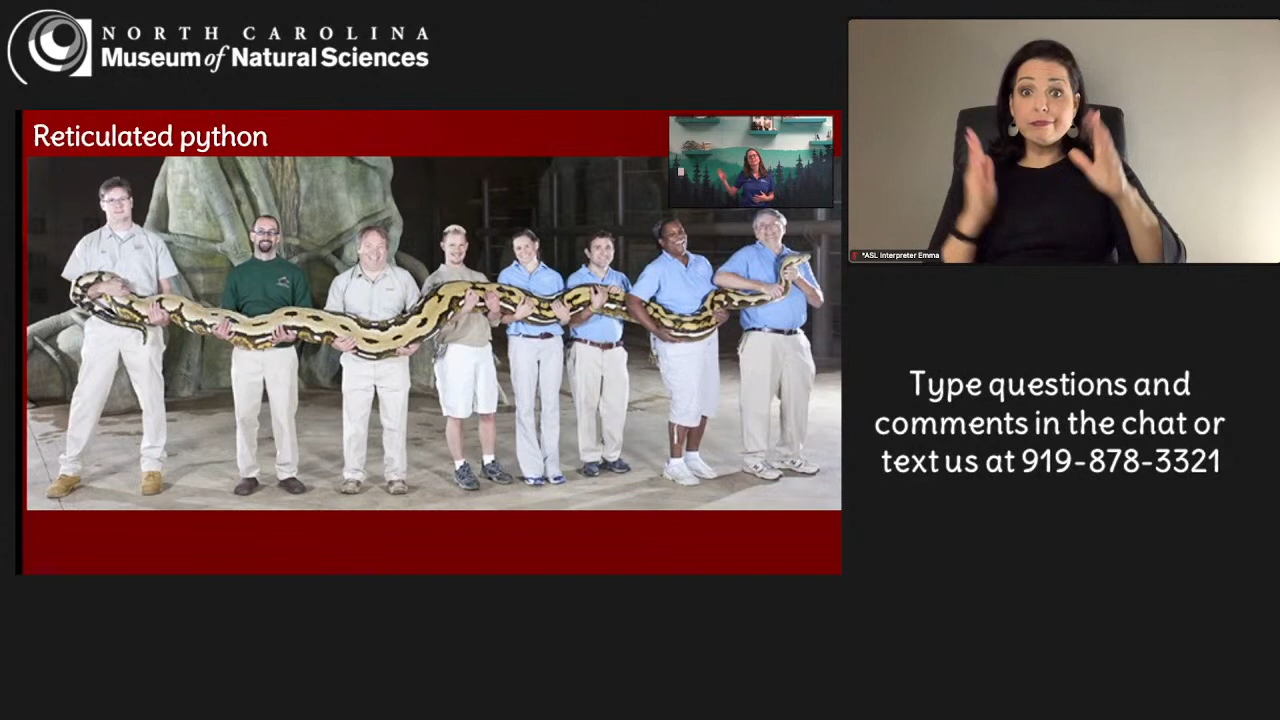 NORTH CAROLINA
Museum of Natural Sciences
Reticulated python
*ASL Interpreter Emma
Type questions and
comments in the chat or
text us at 919-878-3321